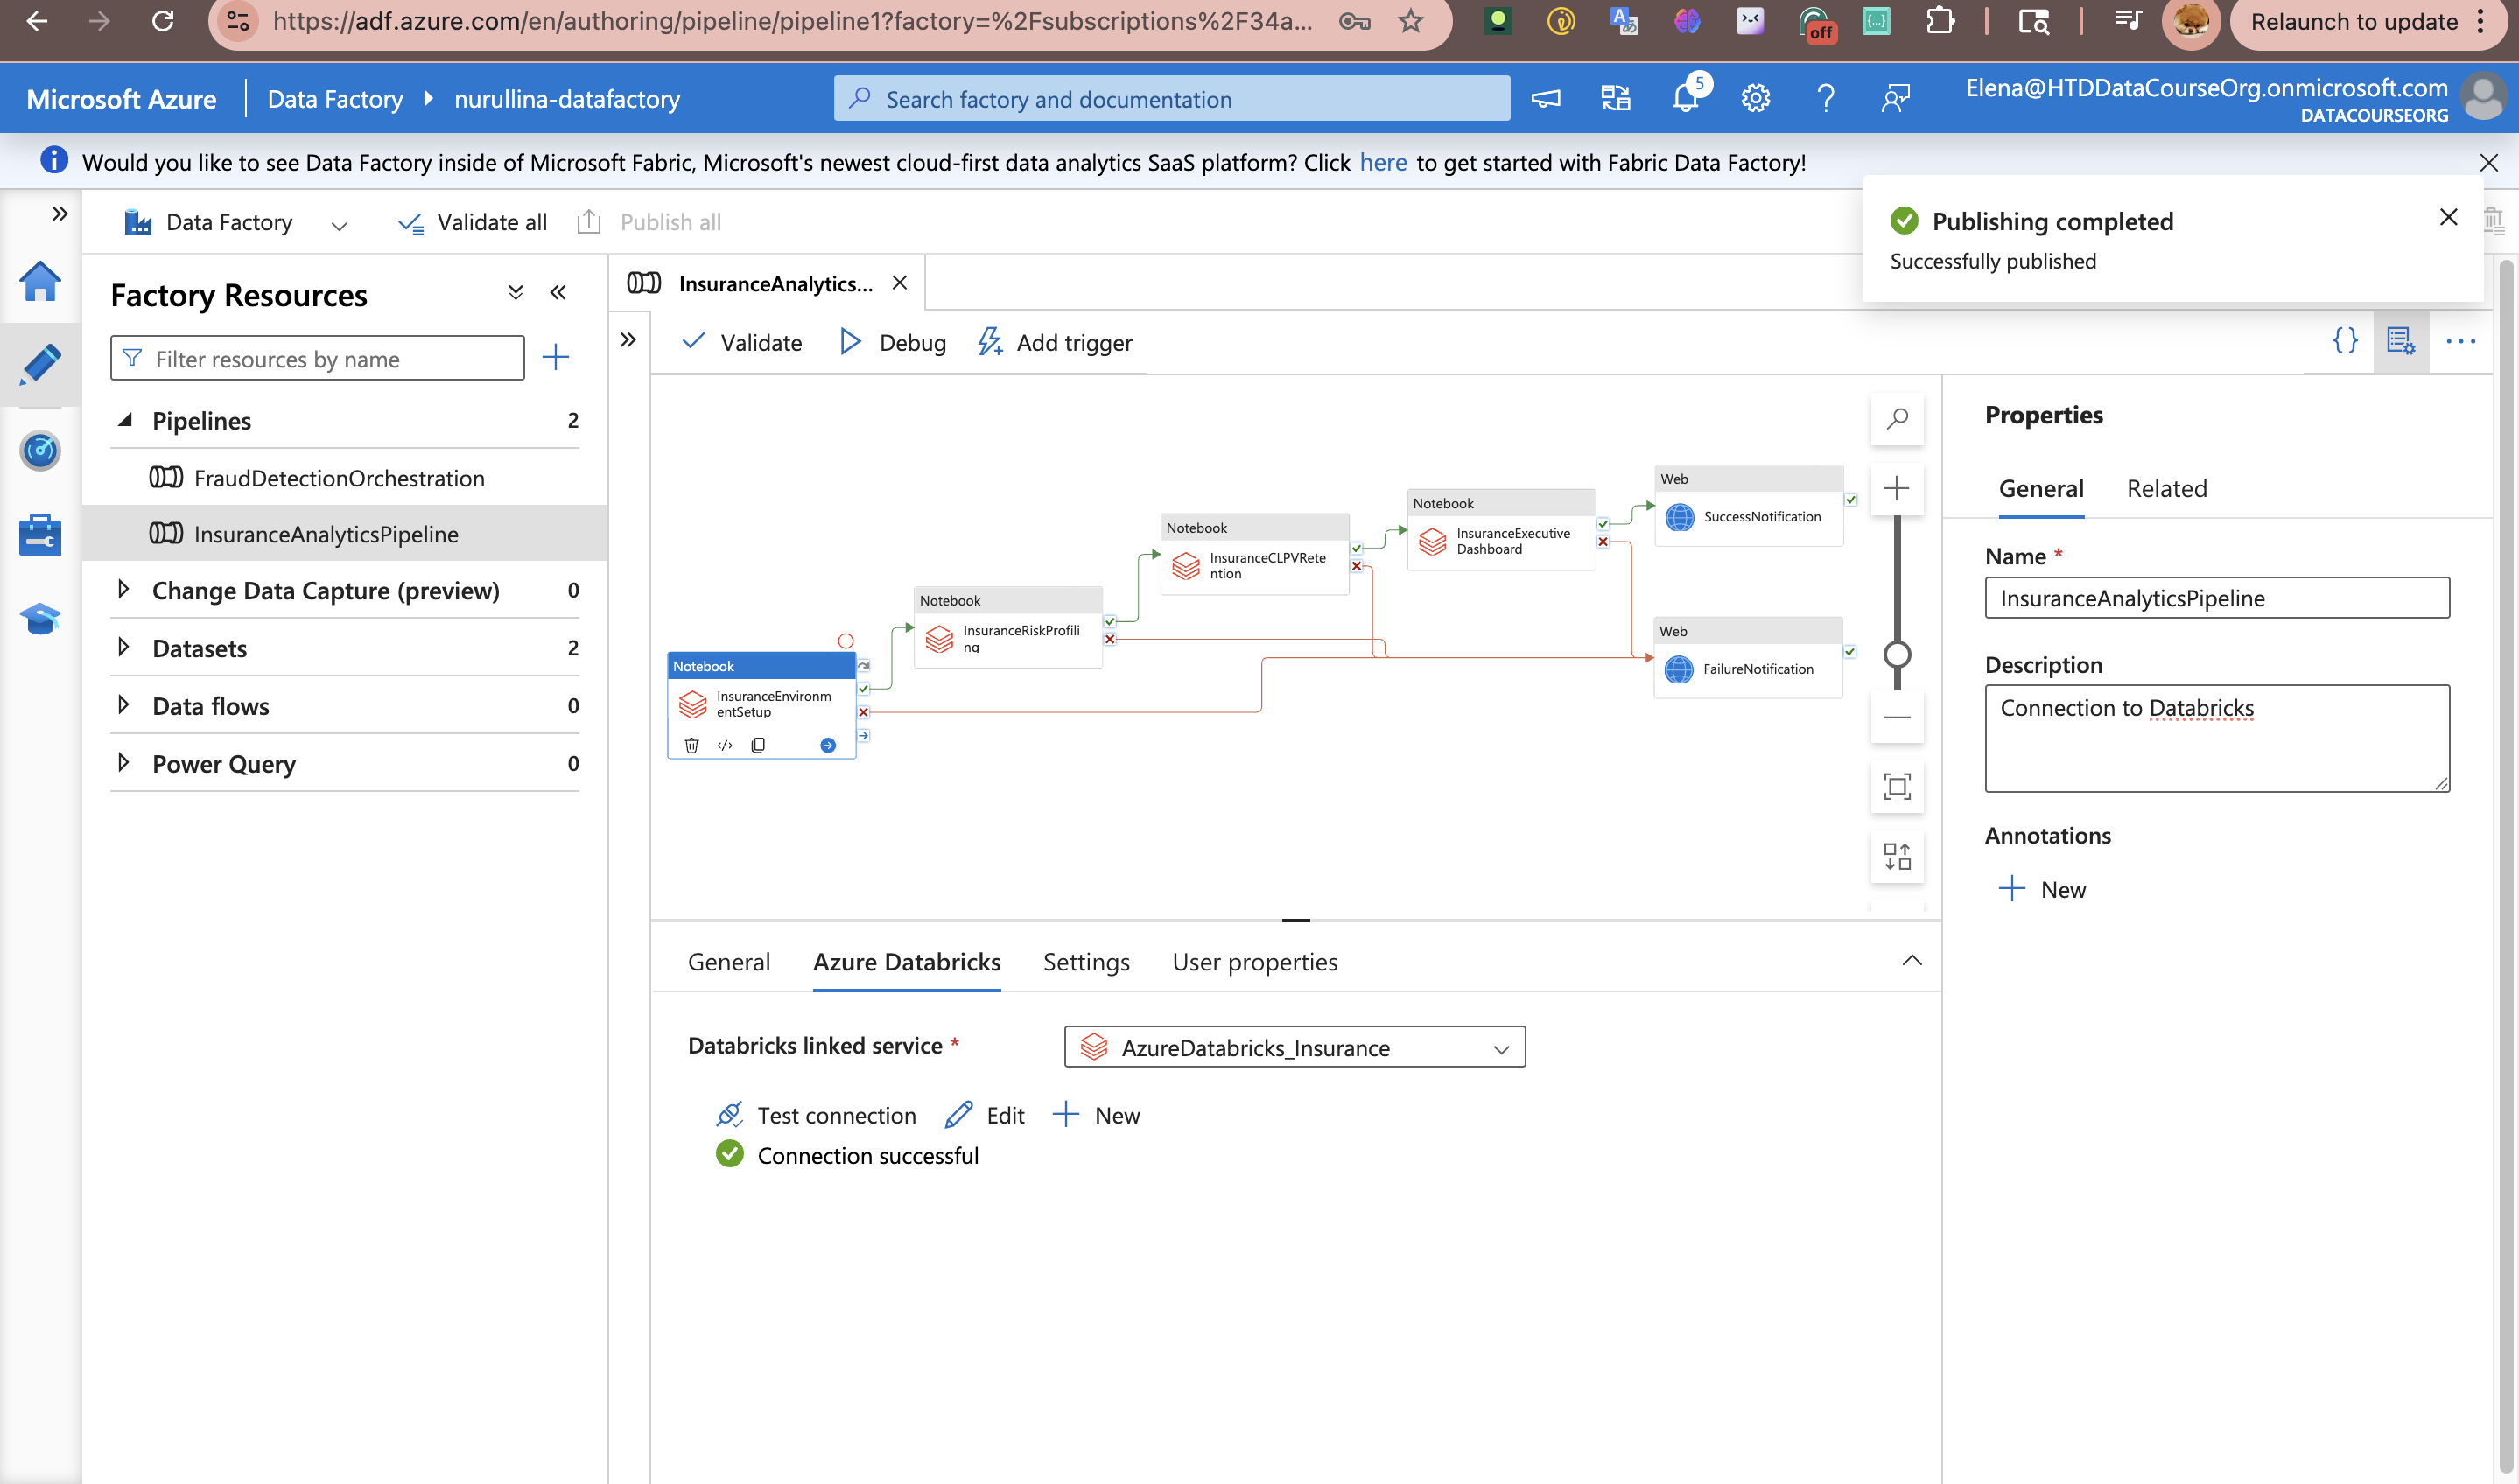 https://adf.azure.com/en/authoring/pipeline/pipeline1?factory=%2Fsubscriptions%2F34a...
off
Relaunch to update
Microsoft Azure
Data Factory
nurullina-datafactory
Search factory and documentation
5
Elena@HTDDataCourseOrg.onmicrosoft.com
DATACOURSEORG
Would you like to see Data Factory inside of Microsoft Fabric, Microsoft's newest cloud-first data analytics SaaS platform? Click here to get started with Fabric Data Factory!
Data Factory
Validate all
Publish all
Publishing completed
Successfully published
Factory Resources
Filter resources by name
Pipelines 2
FraudDetectionOrchestration
InsuranceAnalyticsPipeline
Change Data Capture (preview) 0
Datasets 2
Data flows 0
Power Query 0
InsuranceAnalytics...
Validate
Debug
Add trigger
Notebook
InsuranceEnvironm
entSetup
Notebook
InsuranceRiskProfili
ng
Notebook
InsuranceCLPVRete
ntion
Notebook
InsuranceExecutive
Dashboard
Web
SuccessNotification
Web
FailureNotification
General
Azure Databricks
Settings
User properties
Databricks linked service *
AzureDatabricks_Insurance
Test connection
Edit
New
Connection successful
Properties
General
Related
Name *
InsuranceAnalyticsPipeline
Description
Connection to Databricks
Annotations
New